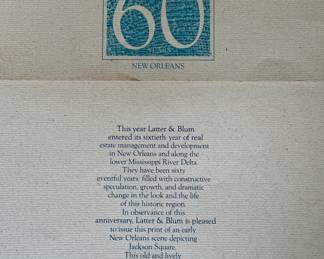 60
NEW ORLEANS
This year Latter & Blum
entered its sixtieth year of real
estate management and development
in New Orleans and along the
lower Mississippi River Delta.
They have been sixty
eventful years: filled with constructive
speculation, growth, and dramatic
change in the look and the life
of this historic region.
In observance of this
anniversary, Latter & Blum is pleased
to issue this print of an early
New Orleans scene depicting
Jackson Square.
This old and lively